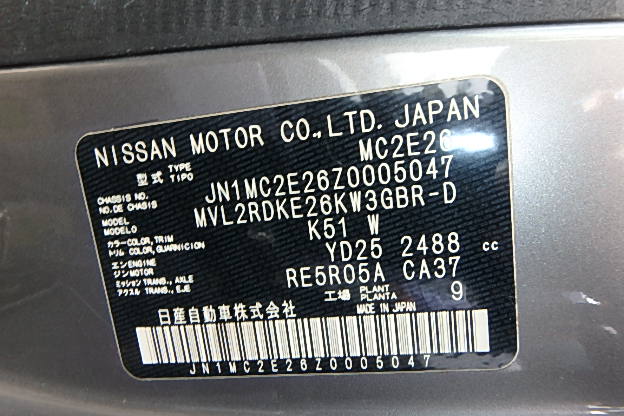 NISSAN MOTOR CO., LTD. JAPAN
型式 TYPE TIPO MC2E26
CHASSIS NO. NO. DE CHASIS JN1MC2E26Z0005047
MODEL MODELO MVL2RDKE26KW3GBR-D
カラー COLOR, TRIM トリム COLOR, GUARNICION K51 W
エンジン ENGINE MOTOR YD25 2488 cc
ミッション TRANS., AXLE アクスル TRANS., EJE RE5R05A CA37
工場 PLANT PLANTA 9
日産自動車株式会社 MADE IN JAPAN
JN1MC2E26Z0005047